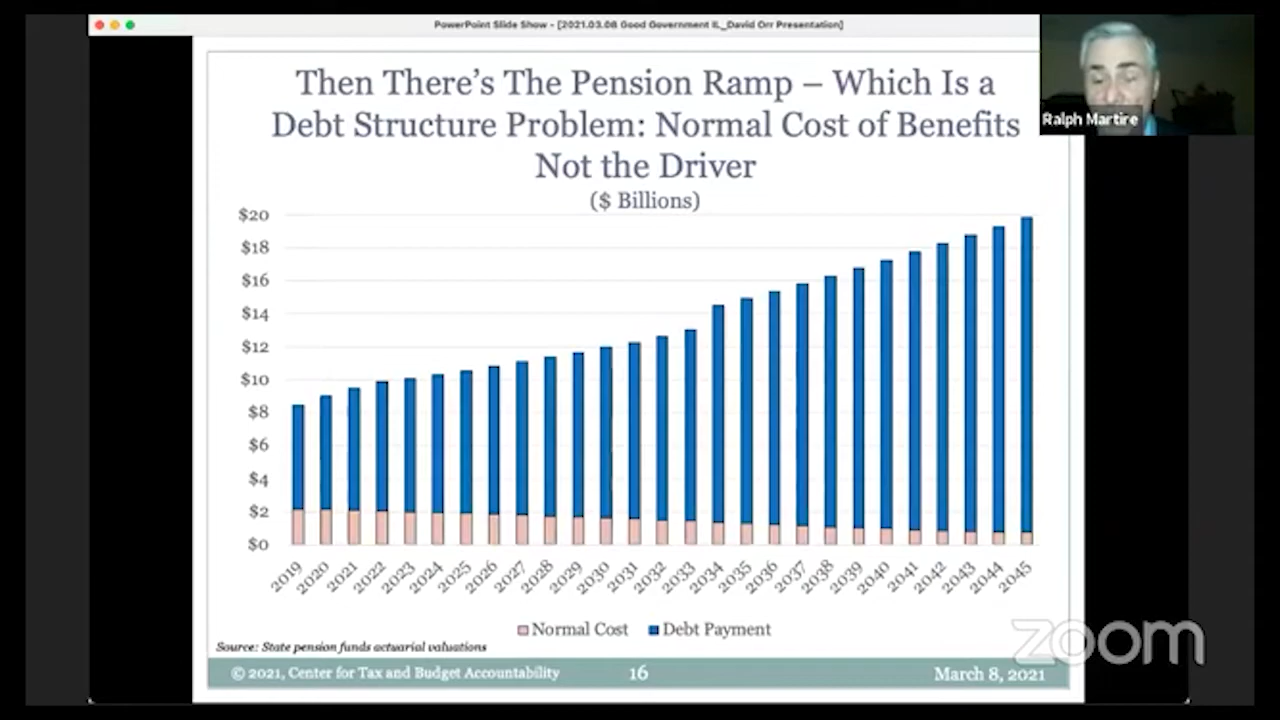 PowerPoint Slide Show - [2021.03.08 Good Government IL_David Orr Presentation]
Ralph Martire
Then There's The Pension Ramp – Which Is a
Debt Structure Problem: Normal Cost of Benefits
Not the Driver
($ Billions)
$20
$18
$16
$14
$12
$10
$8
$6
$4
$2
$0
2019 2020 2021 2022 2023 2024 2025 2026 2027 2028 2029 2030 2031 2032 2033 2034 2035 2036 2037 2038 2039 2040 2041 2042 2043 2044 2045
Normal Cost Debt Payment
Source: State pension funds actuarial valuations
© 2021, Center for Tax and Budget Accountability 16 March 8, 2021
zoom